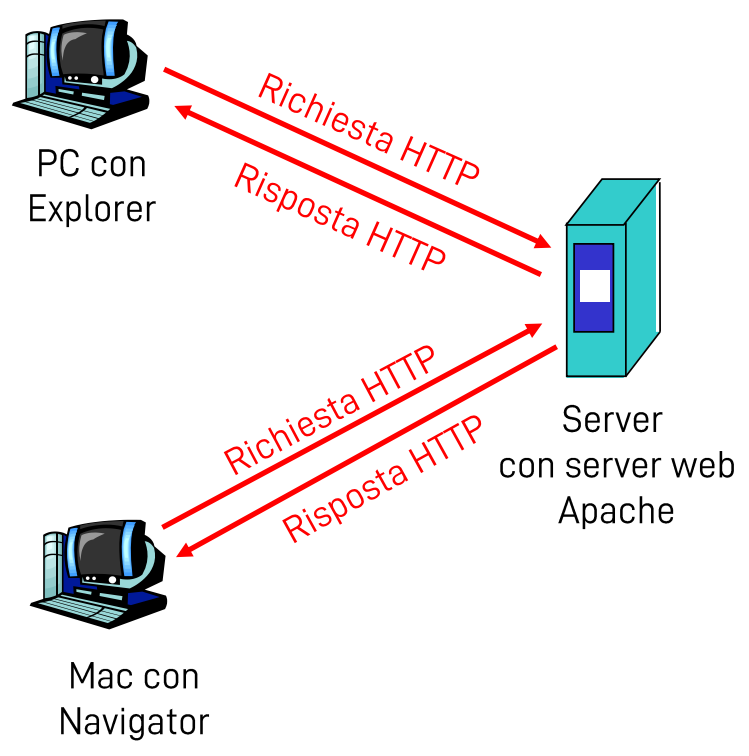 Richiesta HTTP
Risposta HTTP
PC con
Explorer
Richiesta HTTP
Risposta HTTP
Server
con server web
Apache
Mac con
Navigator